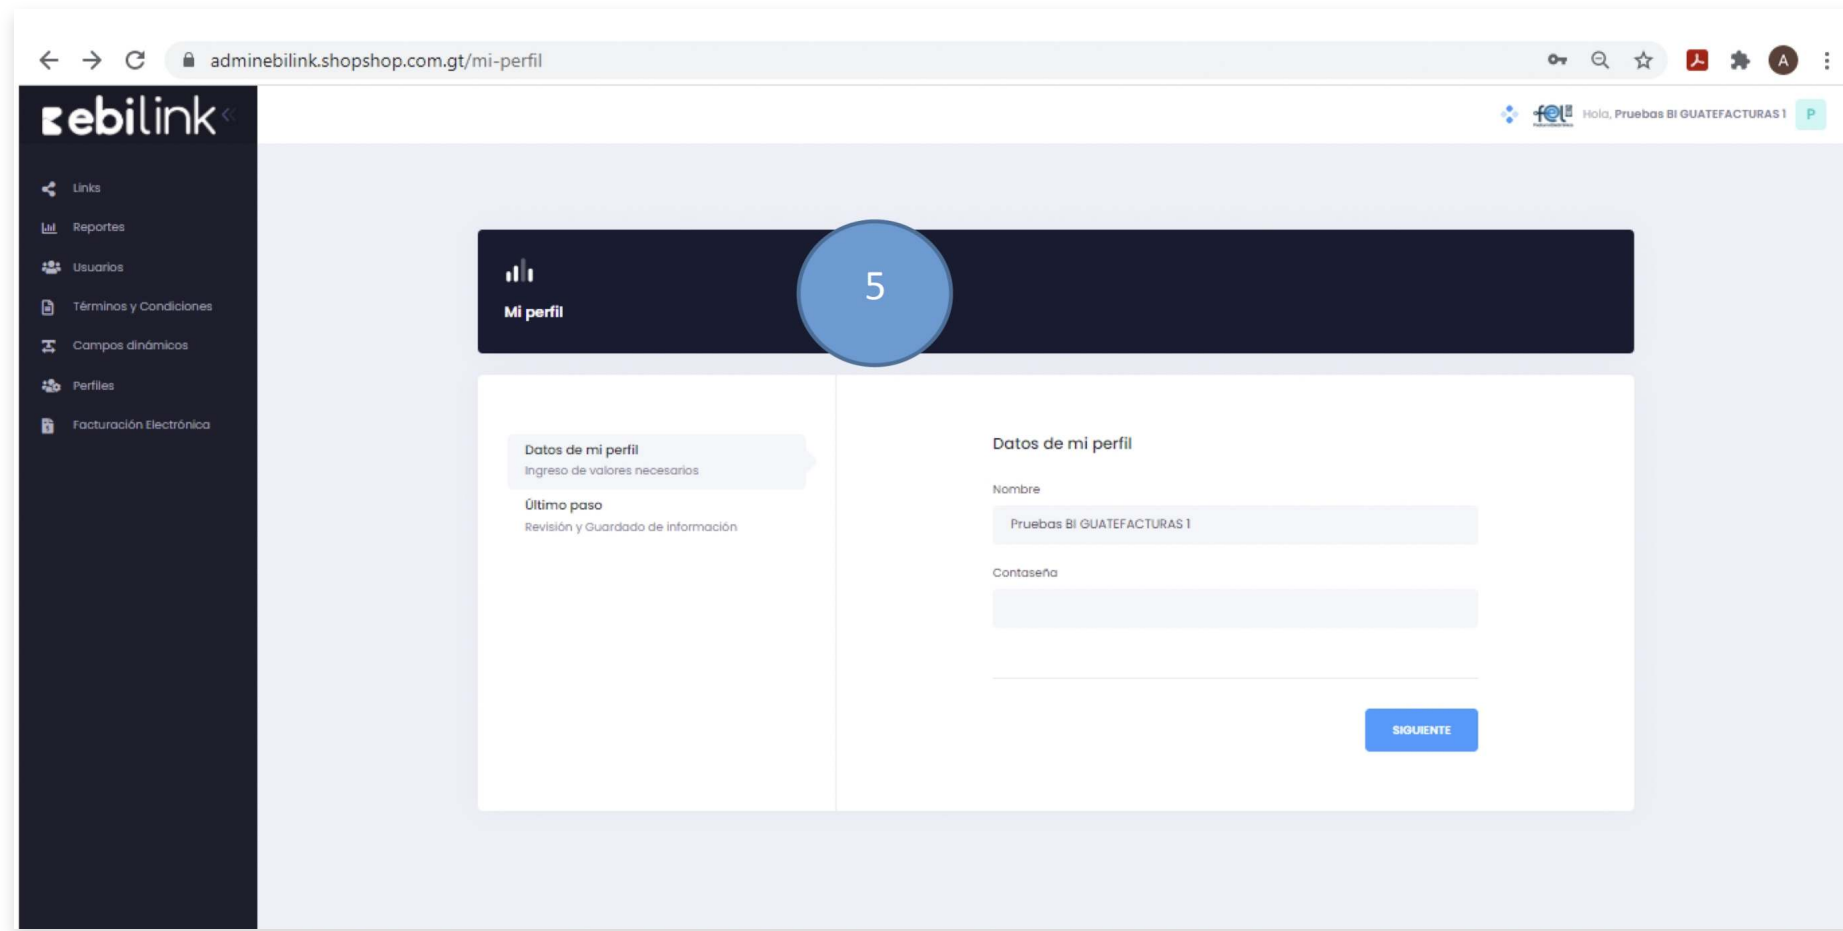 adminebilink.shopshop.com.gt/mi-perfil
A
ebilink
fel
Hola, Pruebas BI GUATEFACTURAS 1
P
Links
Reportes
Usuarios
Términos y Condiciones
Campos dinámicos
Perfiles
Facturación Electrónica
5
Mi perfil
Datos de mi perfil
Ingreso de valores necesarios
Último paso
Revisión y Guardado de información
Datos de mi perfil
Nombre
Pruebas BI GUATEFACTURAS 1
Contaseña
SIGUIENTE